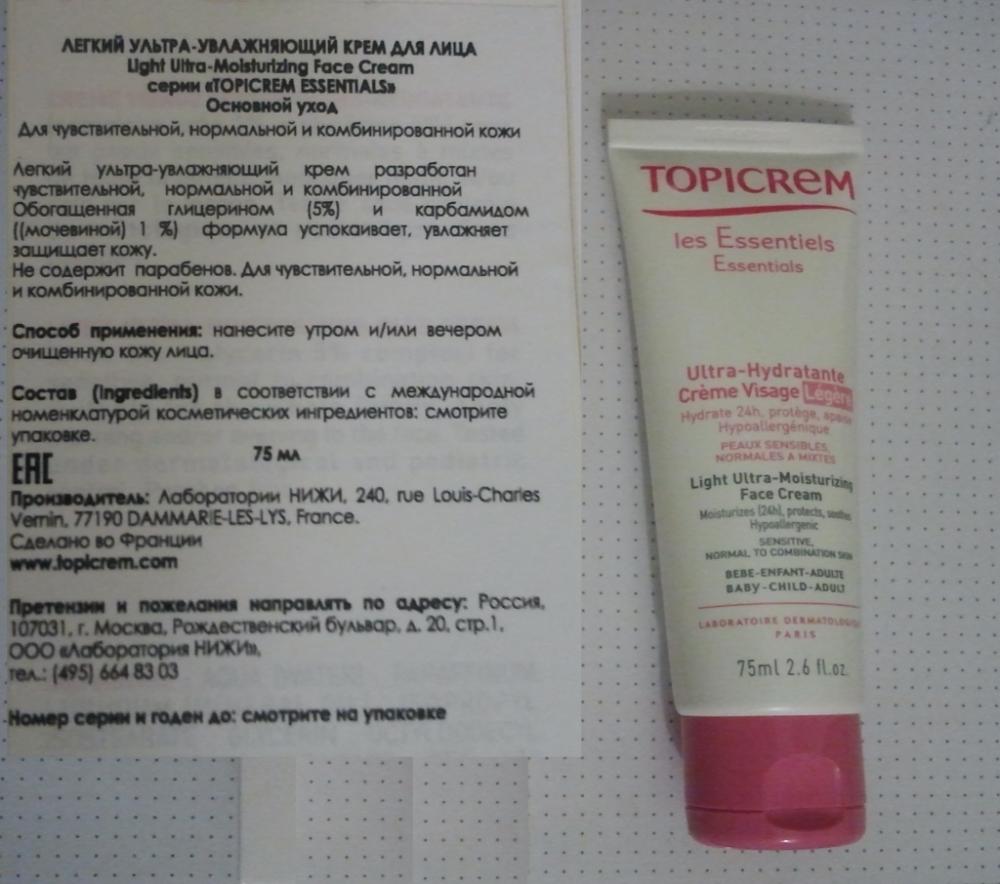 ЛЕГКИЙ УЛЬТРА-УВЛАЖНЯЮЩИЙ КРЕМ ДЛЯ ЛИЦА
Light Ultra-Moisturizing Face Cream
серии «TOPICREM ESSENTIALS»
Основной уход
Для чувствительной, нормальной и комбинированной кожи
Легкий ультра-увлажняющий крем разработан
чувствительной, нормальной и комбинированной
Обогащенная глицерином (5%) и карбамидом
((мочевиной) 1 %) формула успокаивает, увлажняет
защищает кожу.
Не содержит парабенов. Для чувствительной, нормальной
и комбинированной кожи.
Способ применения: нанесите утром и/или вечером
очищенную кожу лица.
Состав (Ingredients) в соответствии с международной
номенклатурой косметических ингредиентов: смотрите
упаковке.
75 мл
EAC
Производитель: Лаборатории НИЖИ, 240, rue Louis-Charles
Vernin, 77190 DAMMARIE-LES-LYS, France.
Сделано во Франции
www.topicrem.com
Претензии и пожелания направлять по адресу: Россия,
107031, г. Москва, Рождественский бульвар, д. 20, стр.1,
ООО «Лаборатория НИЖИ»,
тел.: (495) 664 83 03
Номер серии и годен до: смотрите на упаковке
TOPICREM
les Essentiels
Essentials
Ultra-Hydratante
Crème Visage Légère
Hydrate 24h, protège, apaise
Hypoallergénique
PEAUX SENSIBLES,
NORMALES A MIXTES
Light Ultra-Moisturizing
Face Cream
Moisturizes (24h), protects, soothes
Hypoallergenic
SENSITIVE,
NORMAL TO COMBINATION SKIN
BEBE-ENFANT-ADULTE
BABY-CHILD-ADULT
LABORATOIRE
PARIS
75ml 2.6 fl.oz.